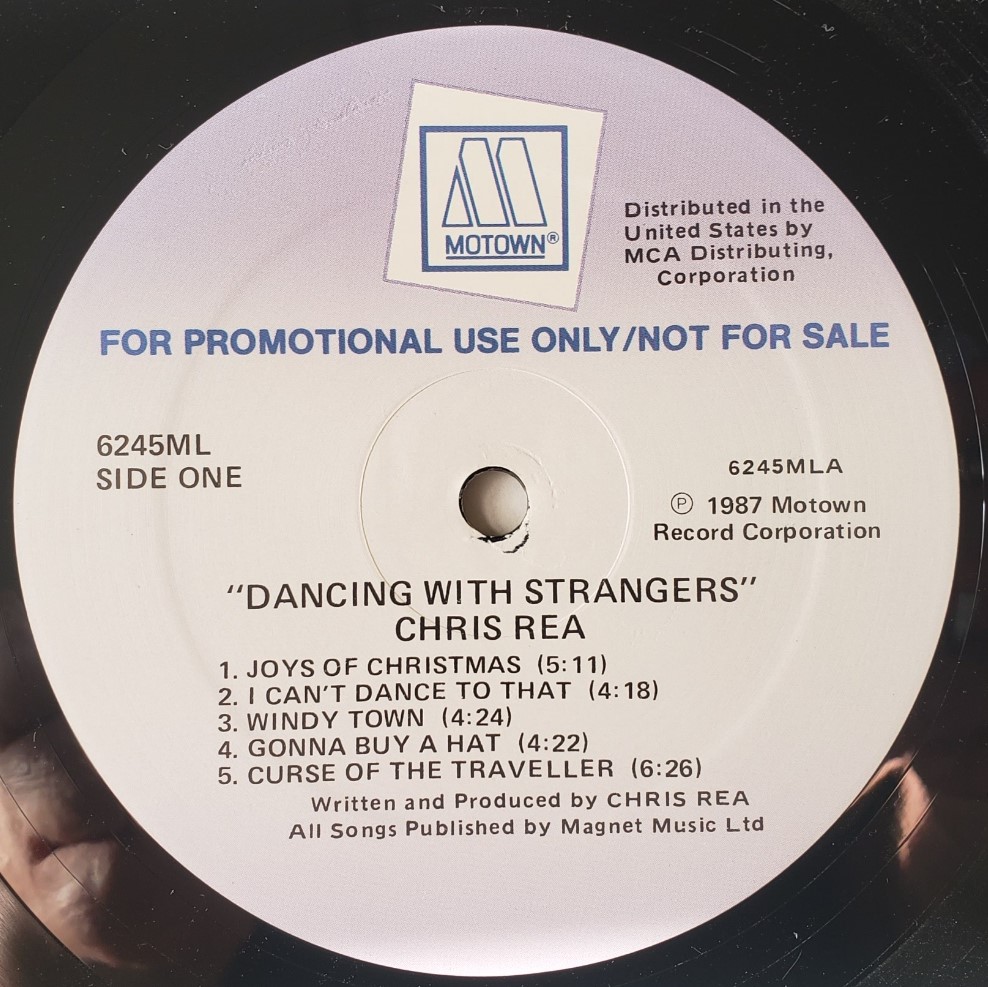 MOTOWN®
Distributed in the
United States by
MCA Distributing,
Corporation
FOR PROMOTIONAL USE ONLY/NOT FOR SALE
6245ML
SIDE ONE
6245MLA
℗ 1987 Motown
Record Corporation
"DANCING WITH STRANGERS"
CHRIS REA
1. JOYS OF CHRISTMAS (5:11)
2. I CAN'T DANCE TO THAT (4:18)
3. WINDY TOWN (4:24)
4. GONNA BUY A HAT (4:22)
5. CURSE OF THE TRAVELLER (6:26)
Written and Produced by CHRIS REA
All Songs Published by Magnet Music Ltd